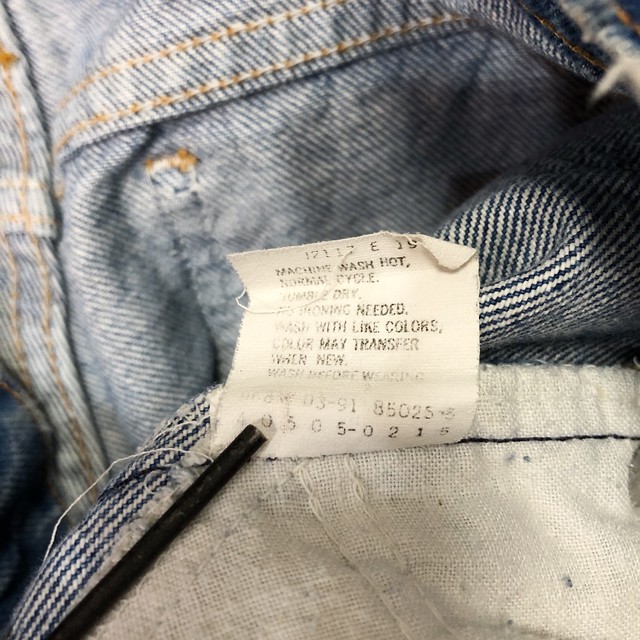 MACHINE WASH HOT,
NORMAL CYCLE.
TUMBLE DRY.
NO IRONING NEEDED.
WASH WITH LIKE COLORS,
COLOR MAY TRANSFER
WHEN NEW.
WASH BEFORE WEARING
03-91 85025
0505-0215